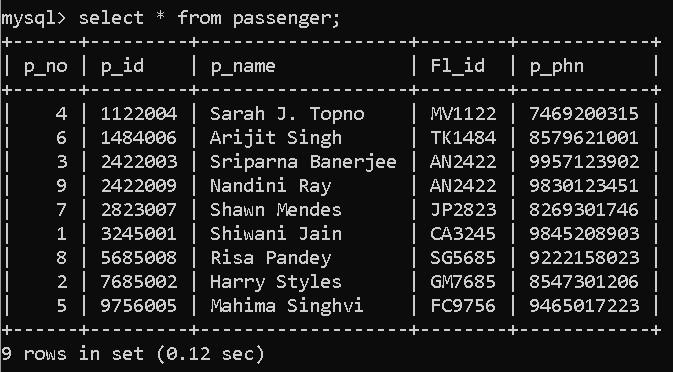 mysql> select * from passenger;
+------+---------+-------------------+--------+------------+
| p_no | p_id    | p_name            | Fl_id  | p_phn      |
+------+---------+-------------------+--------+------------+
|    4 | 1122004 | Sarah J. Topno    | MV1122 | 7469200315 |
|    6 | 1484006 | Arijit Singh      | TK1484 | 8579621001 |
|    3 | 2422003 | Sriparna Banerjee | AN2422 | 9957123902 |
|    9 | 2422009 | Nandini Ray       | AN2422 | 9830123451 |
|    7 | 2823007 | Shawn Mendes      | JP2823 | 8269301746 |
|    1 | 3245001 | Shiwani Jain      | CA3245 | 9845208903 |
|    8 | 5685008 | Risa Pandey       | SG5685 | 9222158023 |
|    2 | 7685002 | Harry Styles      | GM7685 | 8547301206 |
|    5 | 9756005 | Mahima Singhvi    | FC9756 | 9465017223 |
+------+---------+-------------------+--------+------------+
9 rows in set (0.12 sec)